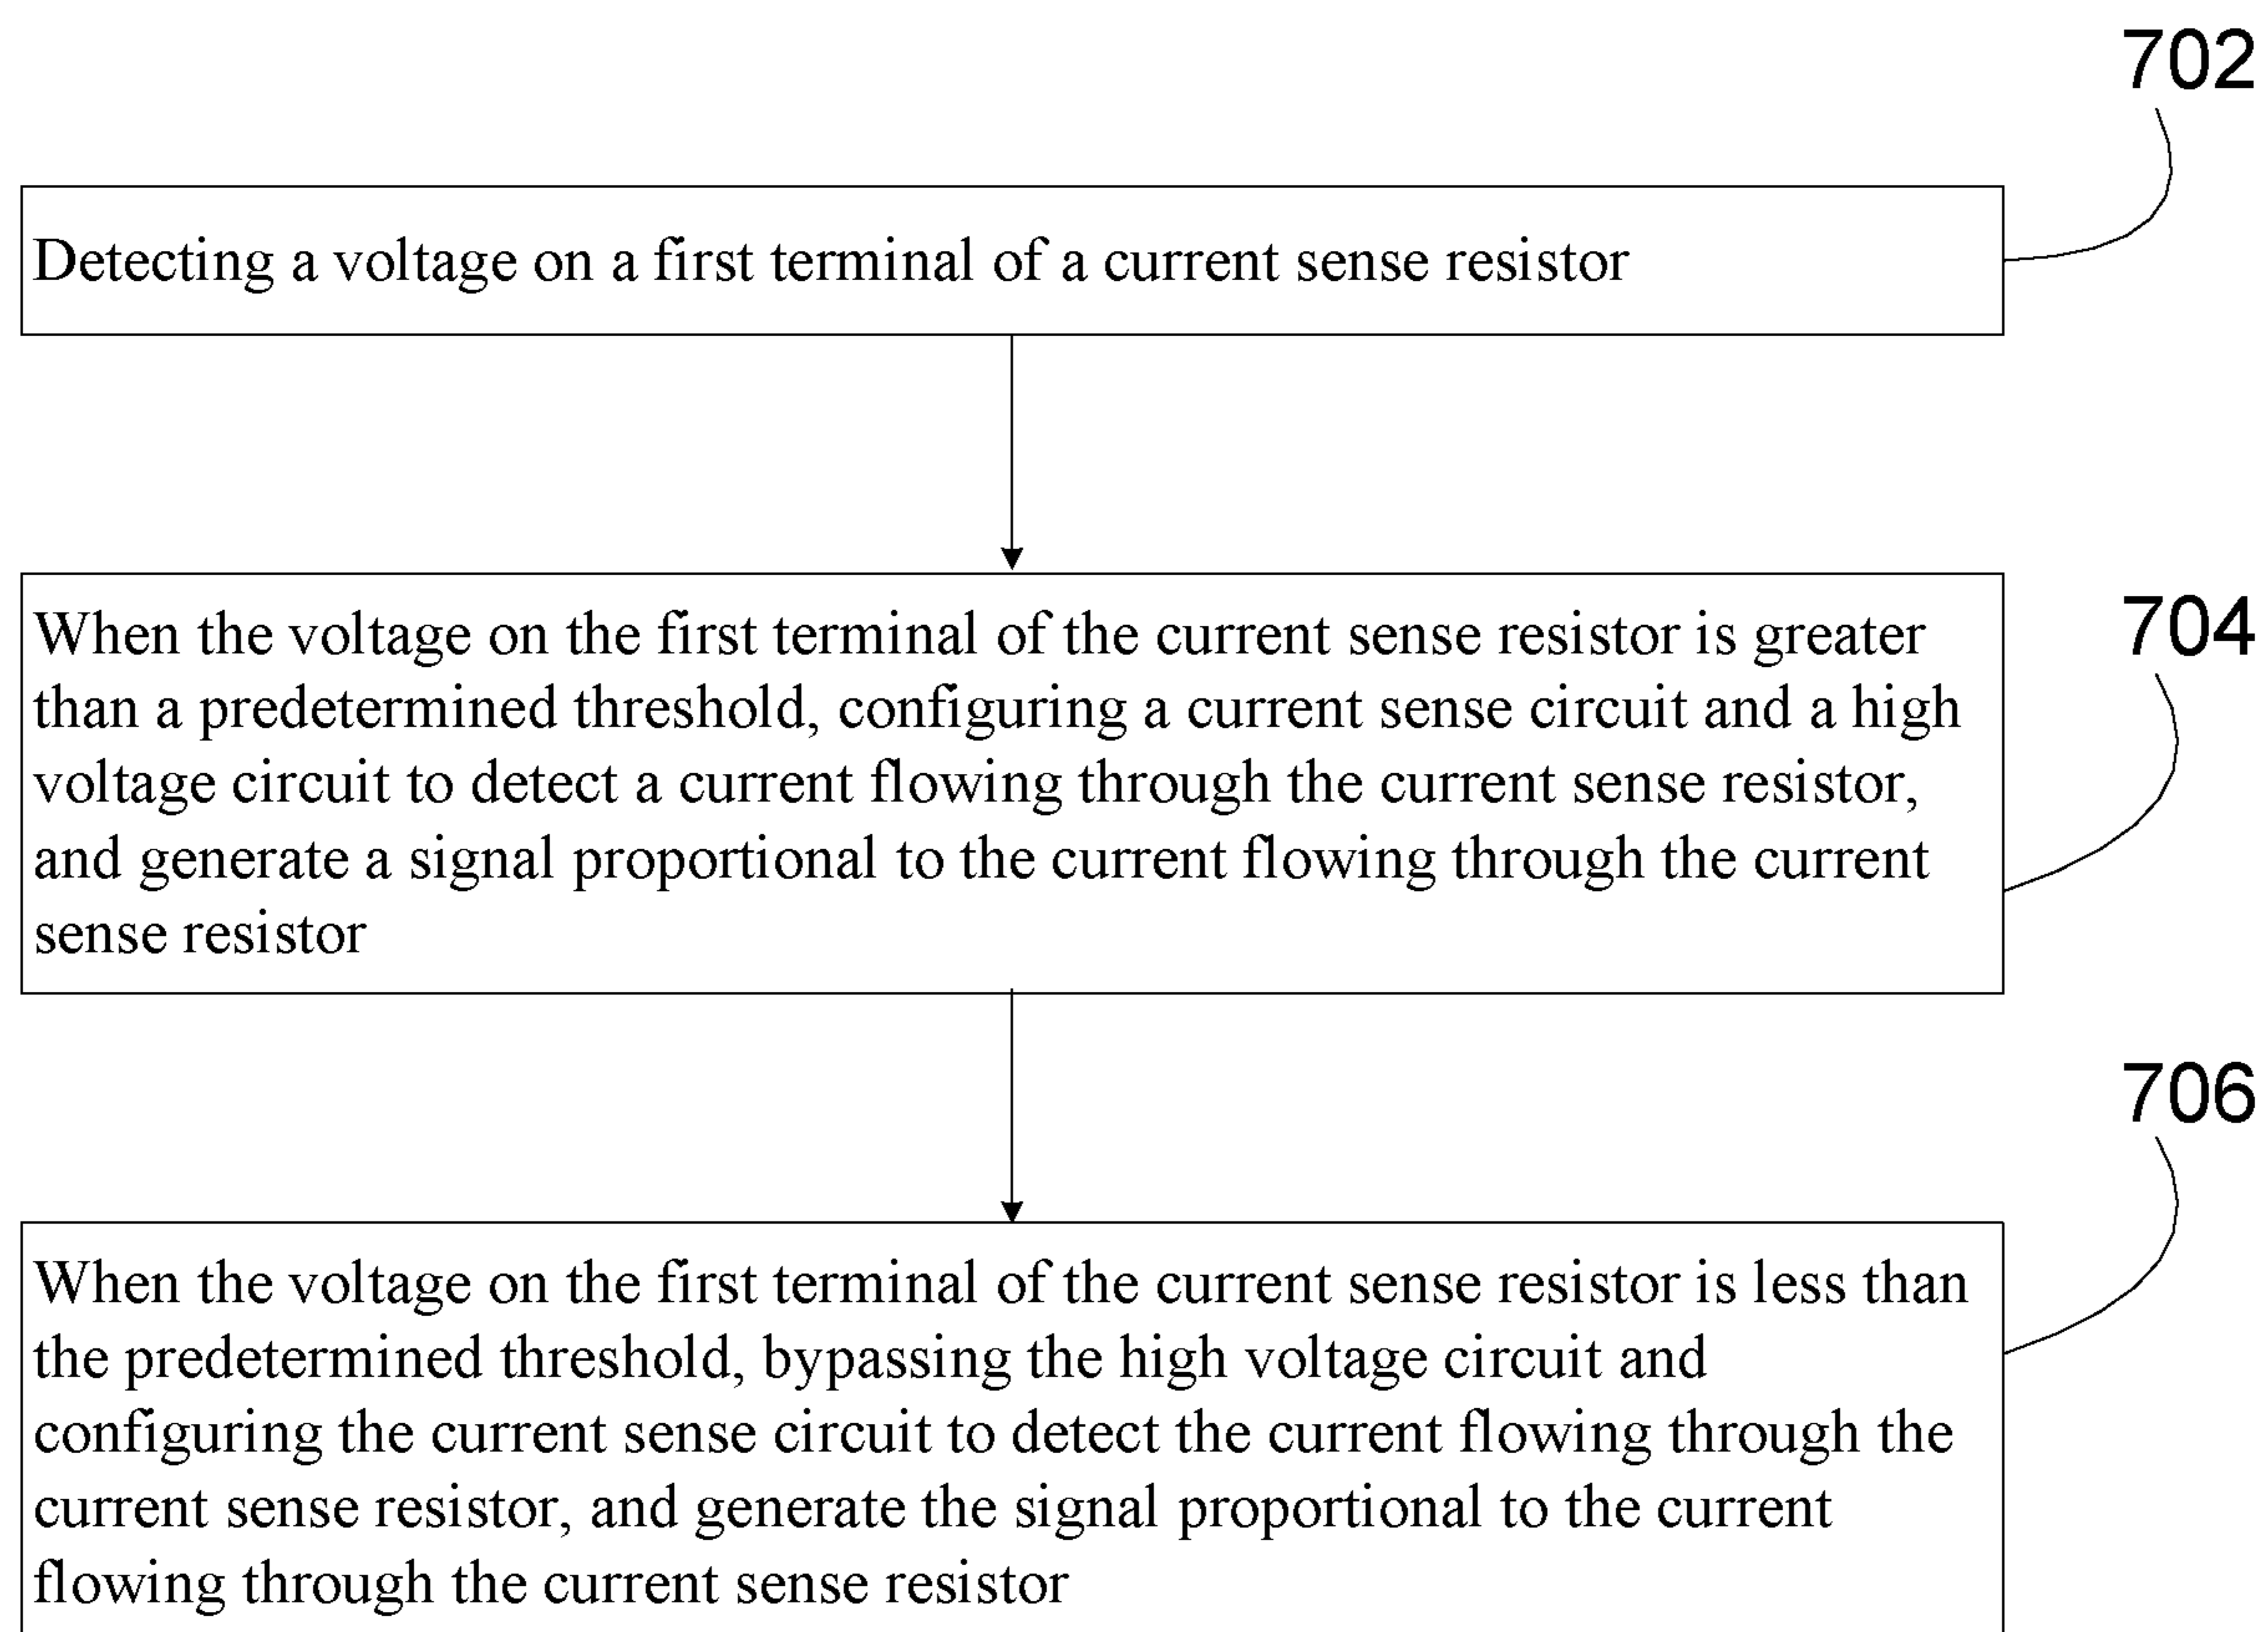 702
Detecting a voltage on a first terminal of a current sense resistor
When the voltage on the first terminal of the current sense resistor is greater
than a predetermined threshold, configuring a current sense circuit and a high
voltage circuit to detect a current flowing through the current sense resistor,
and generate a signal proportional to the current flowing through the current
sense resistor
704
706
When the voltage on the first terminal of the current sense resistor is less than
the predetermined threshold, bypassing the high voltage circuit and
configuring the current sense circuit to detect the current flowing through the
current sense resistor, and generate the signal proportional to the current
flowing through the current sense resistor